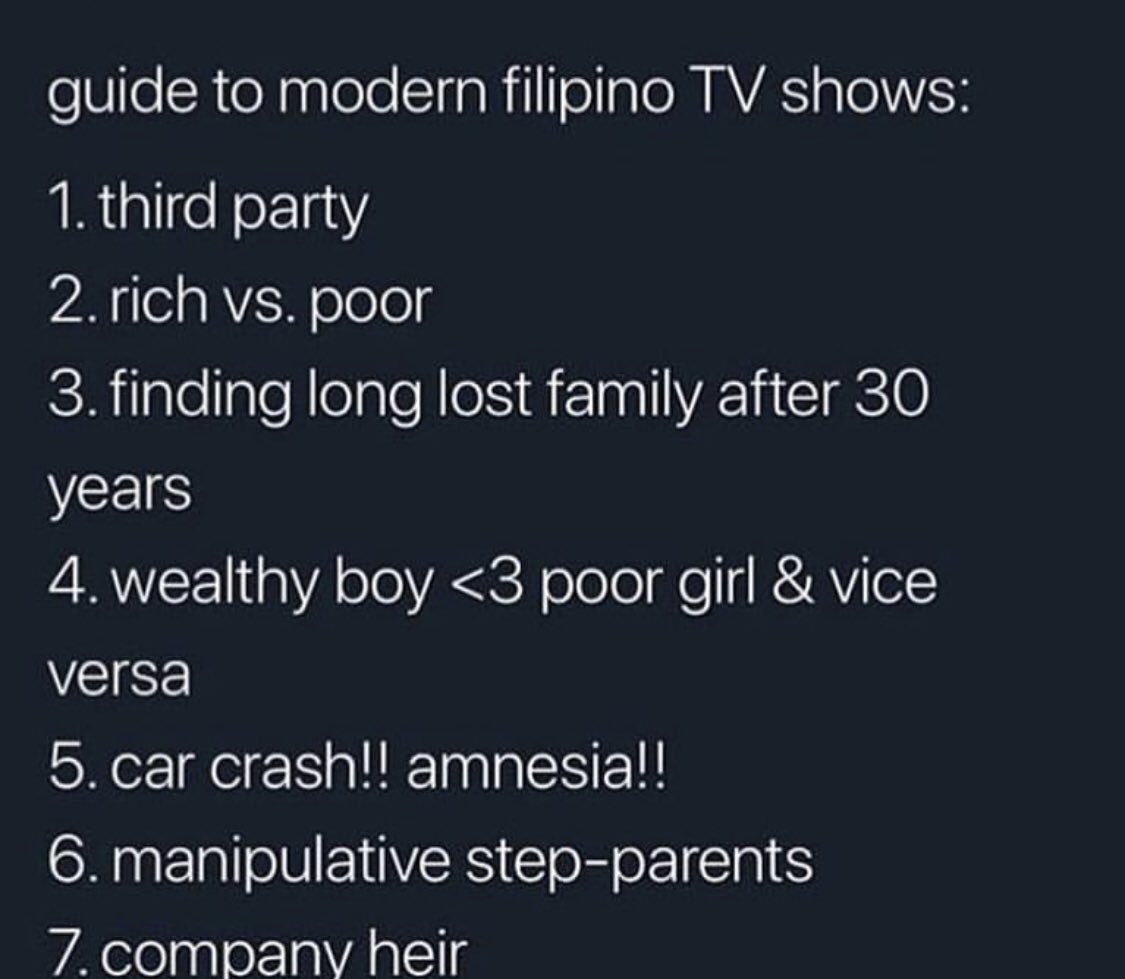 guide to modern filipino TV shows:
1. third party
2. rich vs. poor
3. finding long lost family after 30
years
4. wealthy boy <3 poor girl & vice
versa
5. car crash!! amnesia!!
6. manipulative step-parents
7. company heir